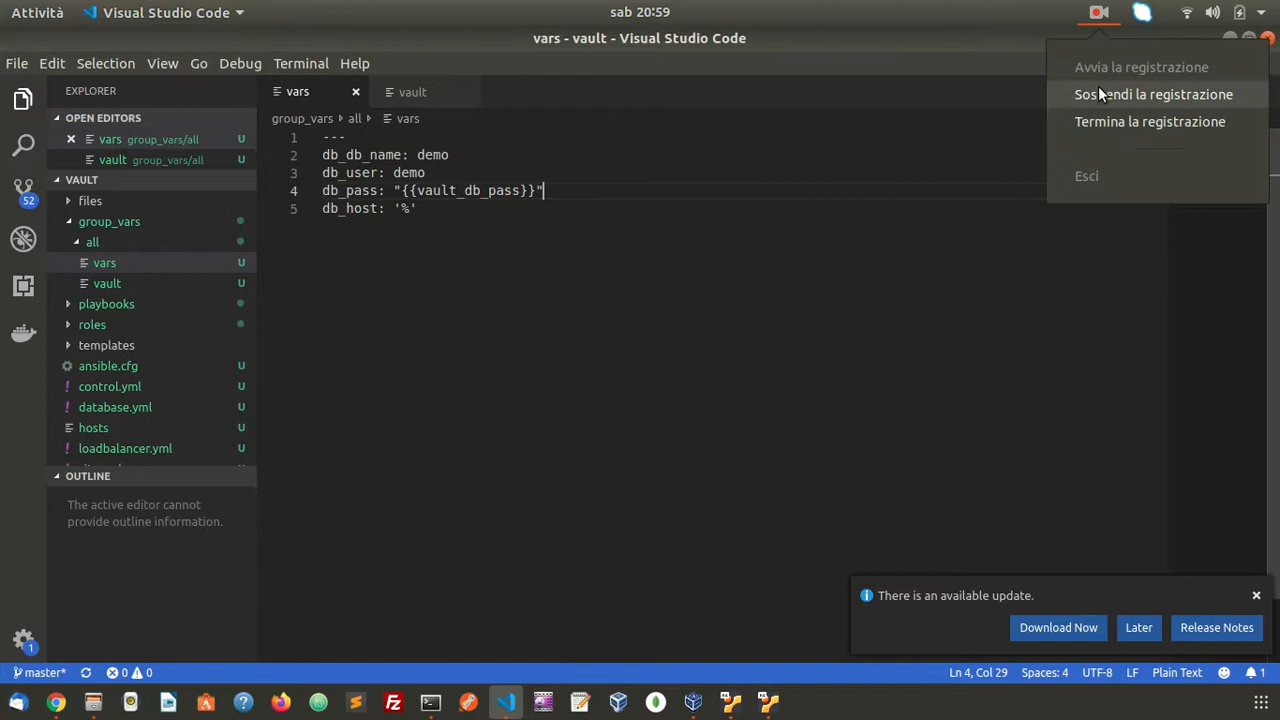 Attività
Visual Studio Code
sab 20:59
vars - vault - Visual Studio Code
File Edit Selection View Go Debug Terminal Help
Avvia la registrazione
Sospendi la registrazione
Termina la registrazione
Esci
EXPLORER
OPEN EDITORS
vars group_vars/all U
vault group_vars/all U
VAULT
files
group_vars
all
vars U
vault U
playbooks
roles
templates
ansible.cfg U
control.yml U
database.yml U
hosts U
loadbalancer.yml U
OUTLINE
The active editor cannot
provide outline information.
52
1
vars
vault
group_vars all vars
1 ---
2 db_db_name: demo
3 db_user: demo
4 db_pass: "{{vault_db_pass}}"
5 db_host: '%'
There is an available update.
Download Now Later Release Notes
master* 0 0 Ln 4, Col 29 Spaces: 4 UTF-8 LF Plain Text 1